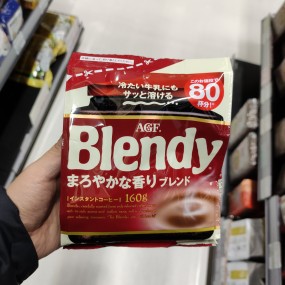 冷たい牛乳にも
サッと溶ける
この1袋で
80
杯分!
AGF
Blendy
まろやかな香りブレンド
インスタントコーヒー 160g